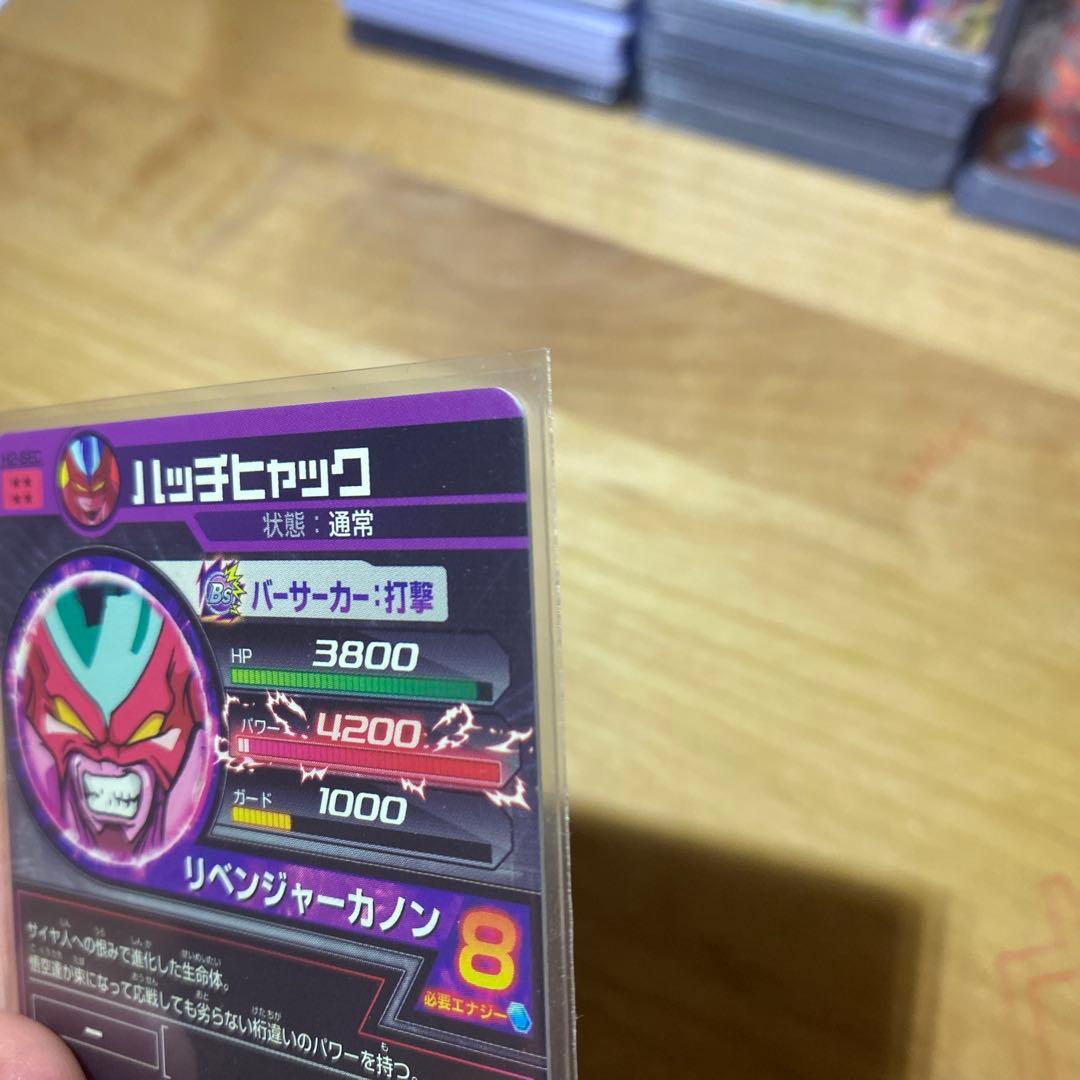 H2-SEC
ハッチヒャック
状態：通常
Bs
バーサーカー：打撃
HP 3800
パワー 4200
ガード 1000
リベンジャーカノン
8
必要エナジー
サイヤ人への恨みで進化した生命体。
悟空達が束になって応戦しても劣らない桁違いのパワーを持つ。
-